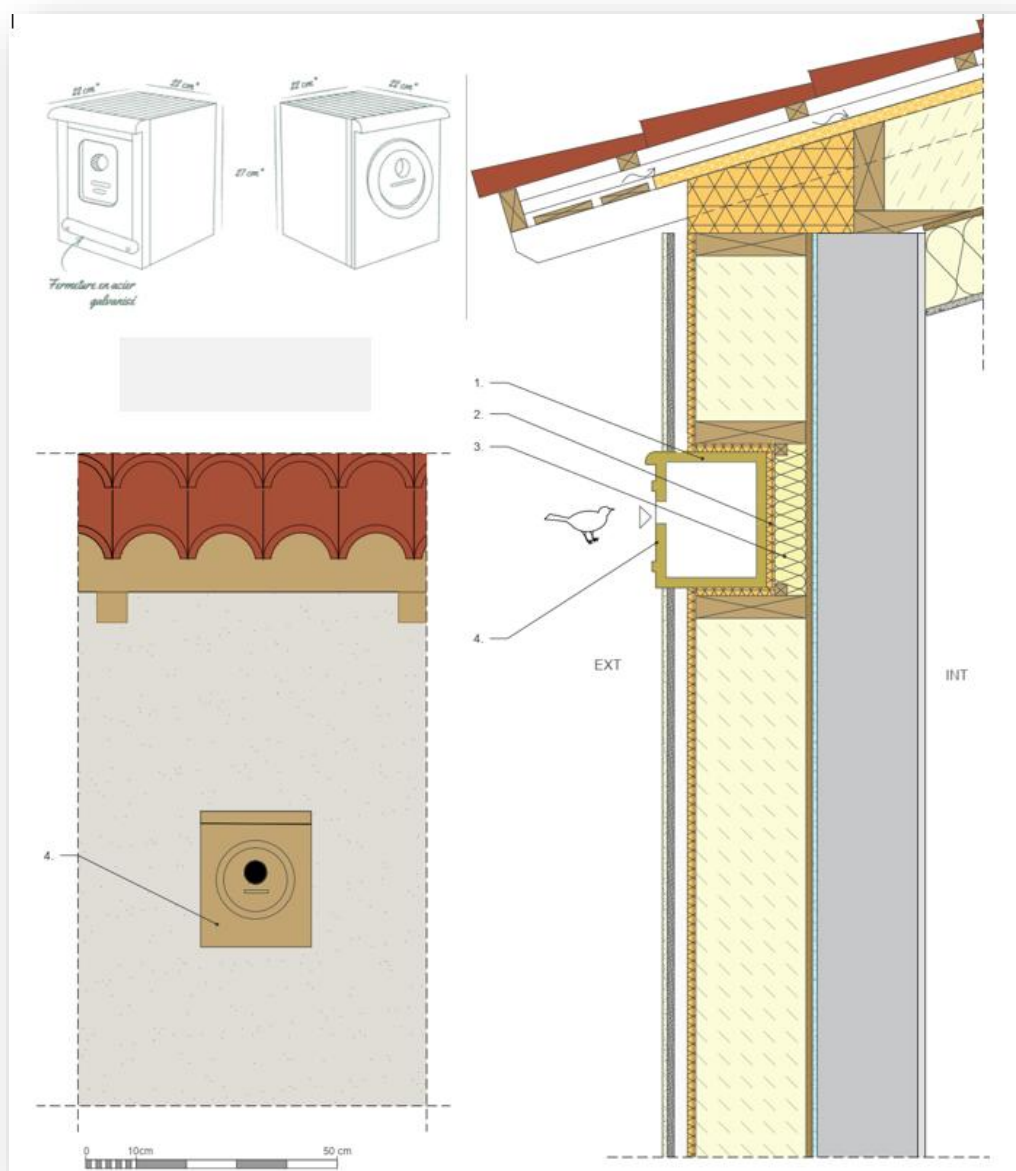 22 cm*
22 cm*
22 cm*
22 cm*
27 cm*
Fermeture en acier
galvanisé
1.
2.
3.
4.
EXT
INT
4.
0
10cm
50 cm